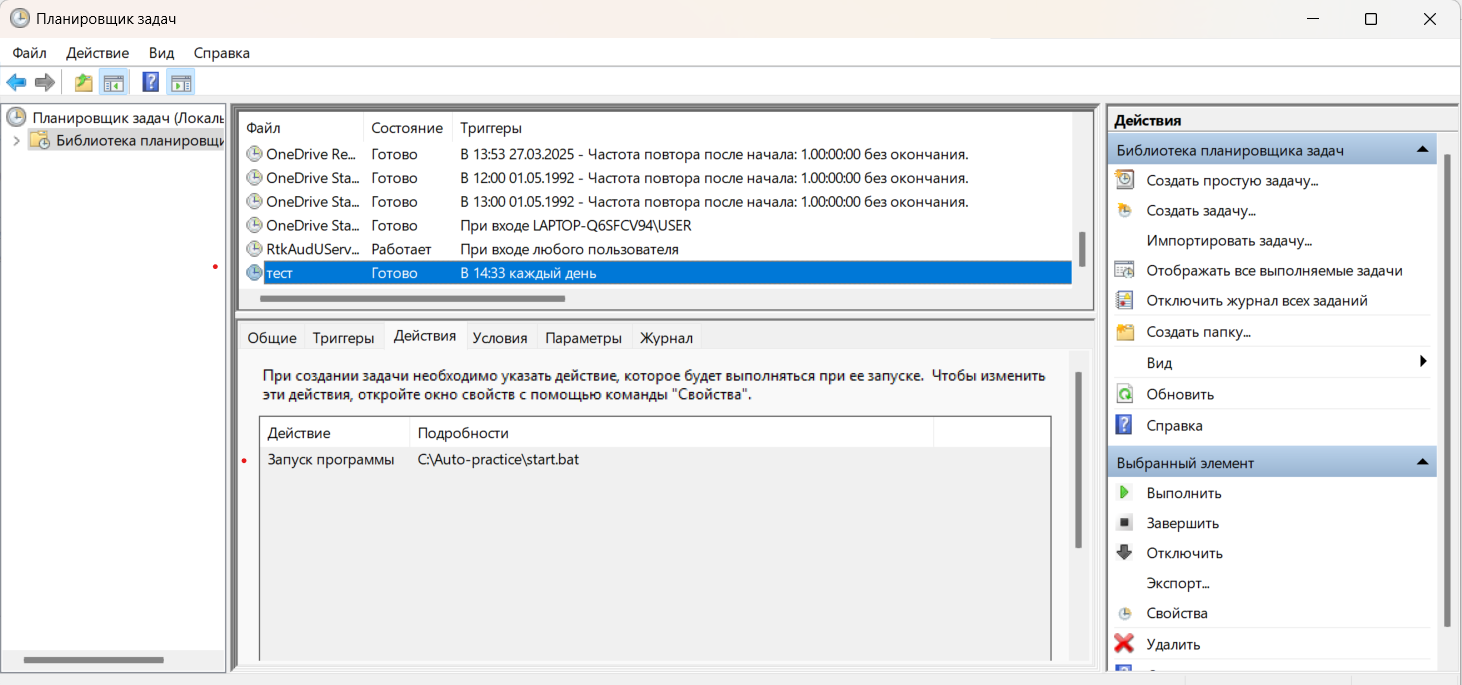 Планировщик задач
Файл Действие Вид Справка
Планировщик задач (Локаль
Библиотека планировщи
Файл Состояние Триггеры
OneDrive Re... Готово В 13:53 27.03.2025 - Частота повтора после начала: 1.00:00:00 без окончания.
OneDrive Sta... Готово В 12:00 01.05.1992 - Частота повтора после начала: 1.00:00:00 без окончания.
OneDrive Sta... Готово В 13:00 01.05.1992 - Частота повтора после начала: 1.00:00:00 без окончания.
OneDrive Sta... Готово При входе LAPTOP-Q6SFCV94\USER
RtkAudUServ... Работает При входе любого пользователя
тест Готово В 14:33 каждый день
Общие Триггеры Действия Условия Параметры Журнал
При создании задачи необходимо указать действие, которое будет выполняться при ее запуске. Чтобы изменить
эти действия, откройте окно свойств с помощью команды "Свойства".
Действие Подробности
Запуск программы C:\Auto-practice\start.bat
Действия
Библиотека планировщика задач
Создать простую задачу...
Создать задачу...
Импортировать задачу...
Отображать все выполняемые задачи
Отключить журнал всех заданий
Создать папку...
Вид
Обновить
Справка
Выбранный элемент
Выполнить
Завершить
Отключить
Экспорт...
Свойства
Удалить